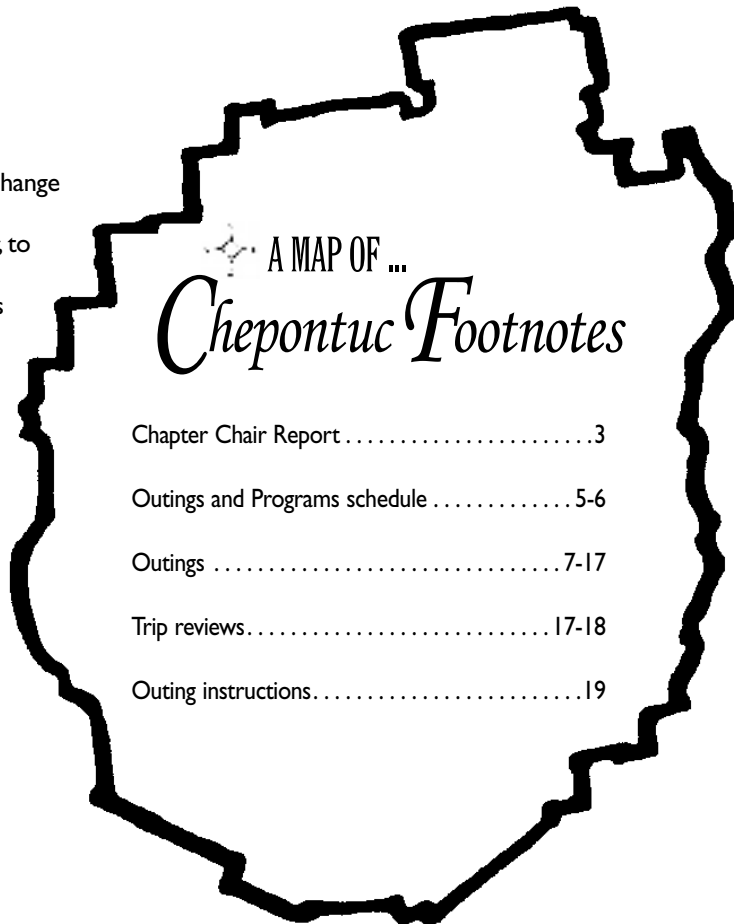 hange
to
s
A MAP OF ...
Chepontuc Footnotes
Chapter Chair Report . . . . . . . . . . . . . . . . . . . . . . .3
Outings and Programs schedule . . . . . . . . . . . . .5-6
Outings . . . . . . . . . . . . . . . . . . . . . . . . . . . . . . . .7-17
Trip reviews. . . . . . . . . . . . . . . . . . . . . . . . . . . .17-18
Outing instructions. . . . . . . . . . . . . . . . . . . . . . . . .19